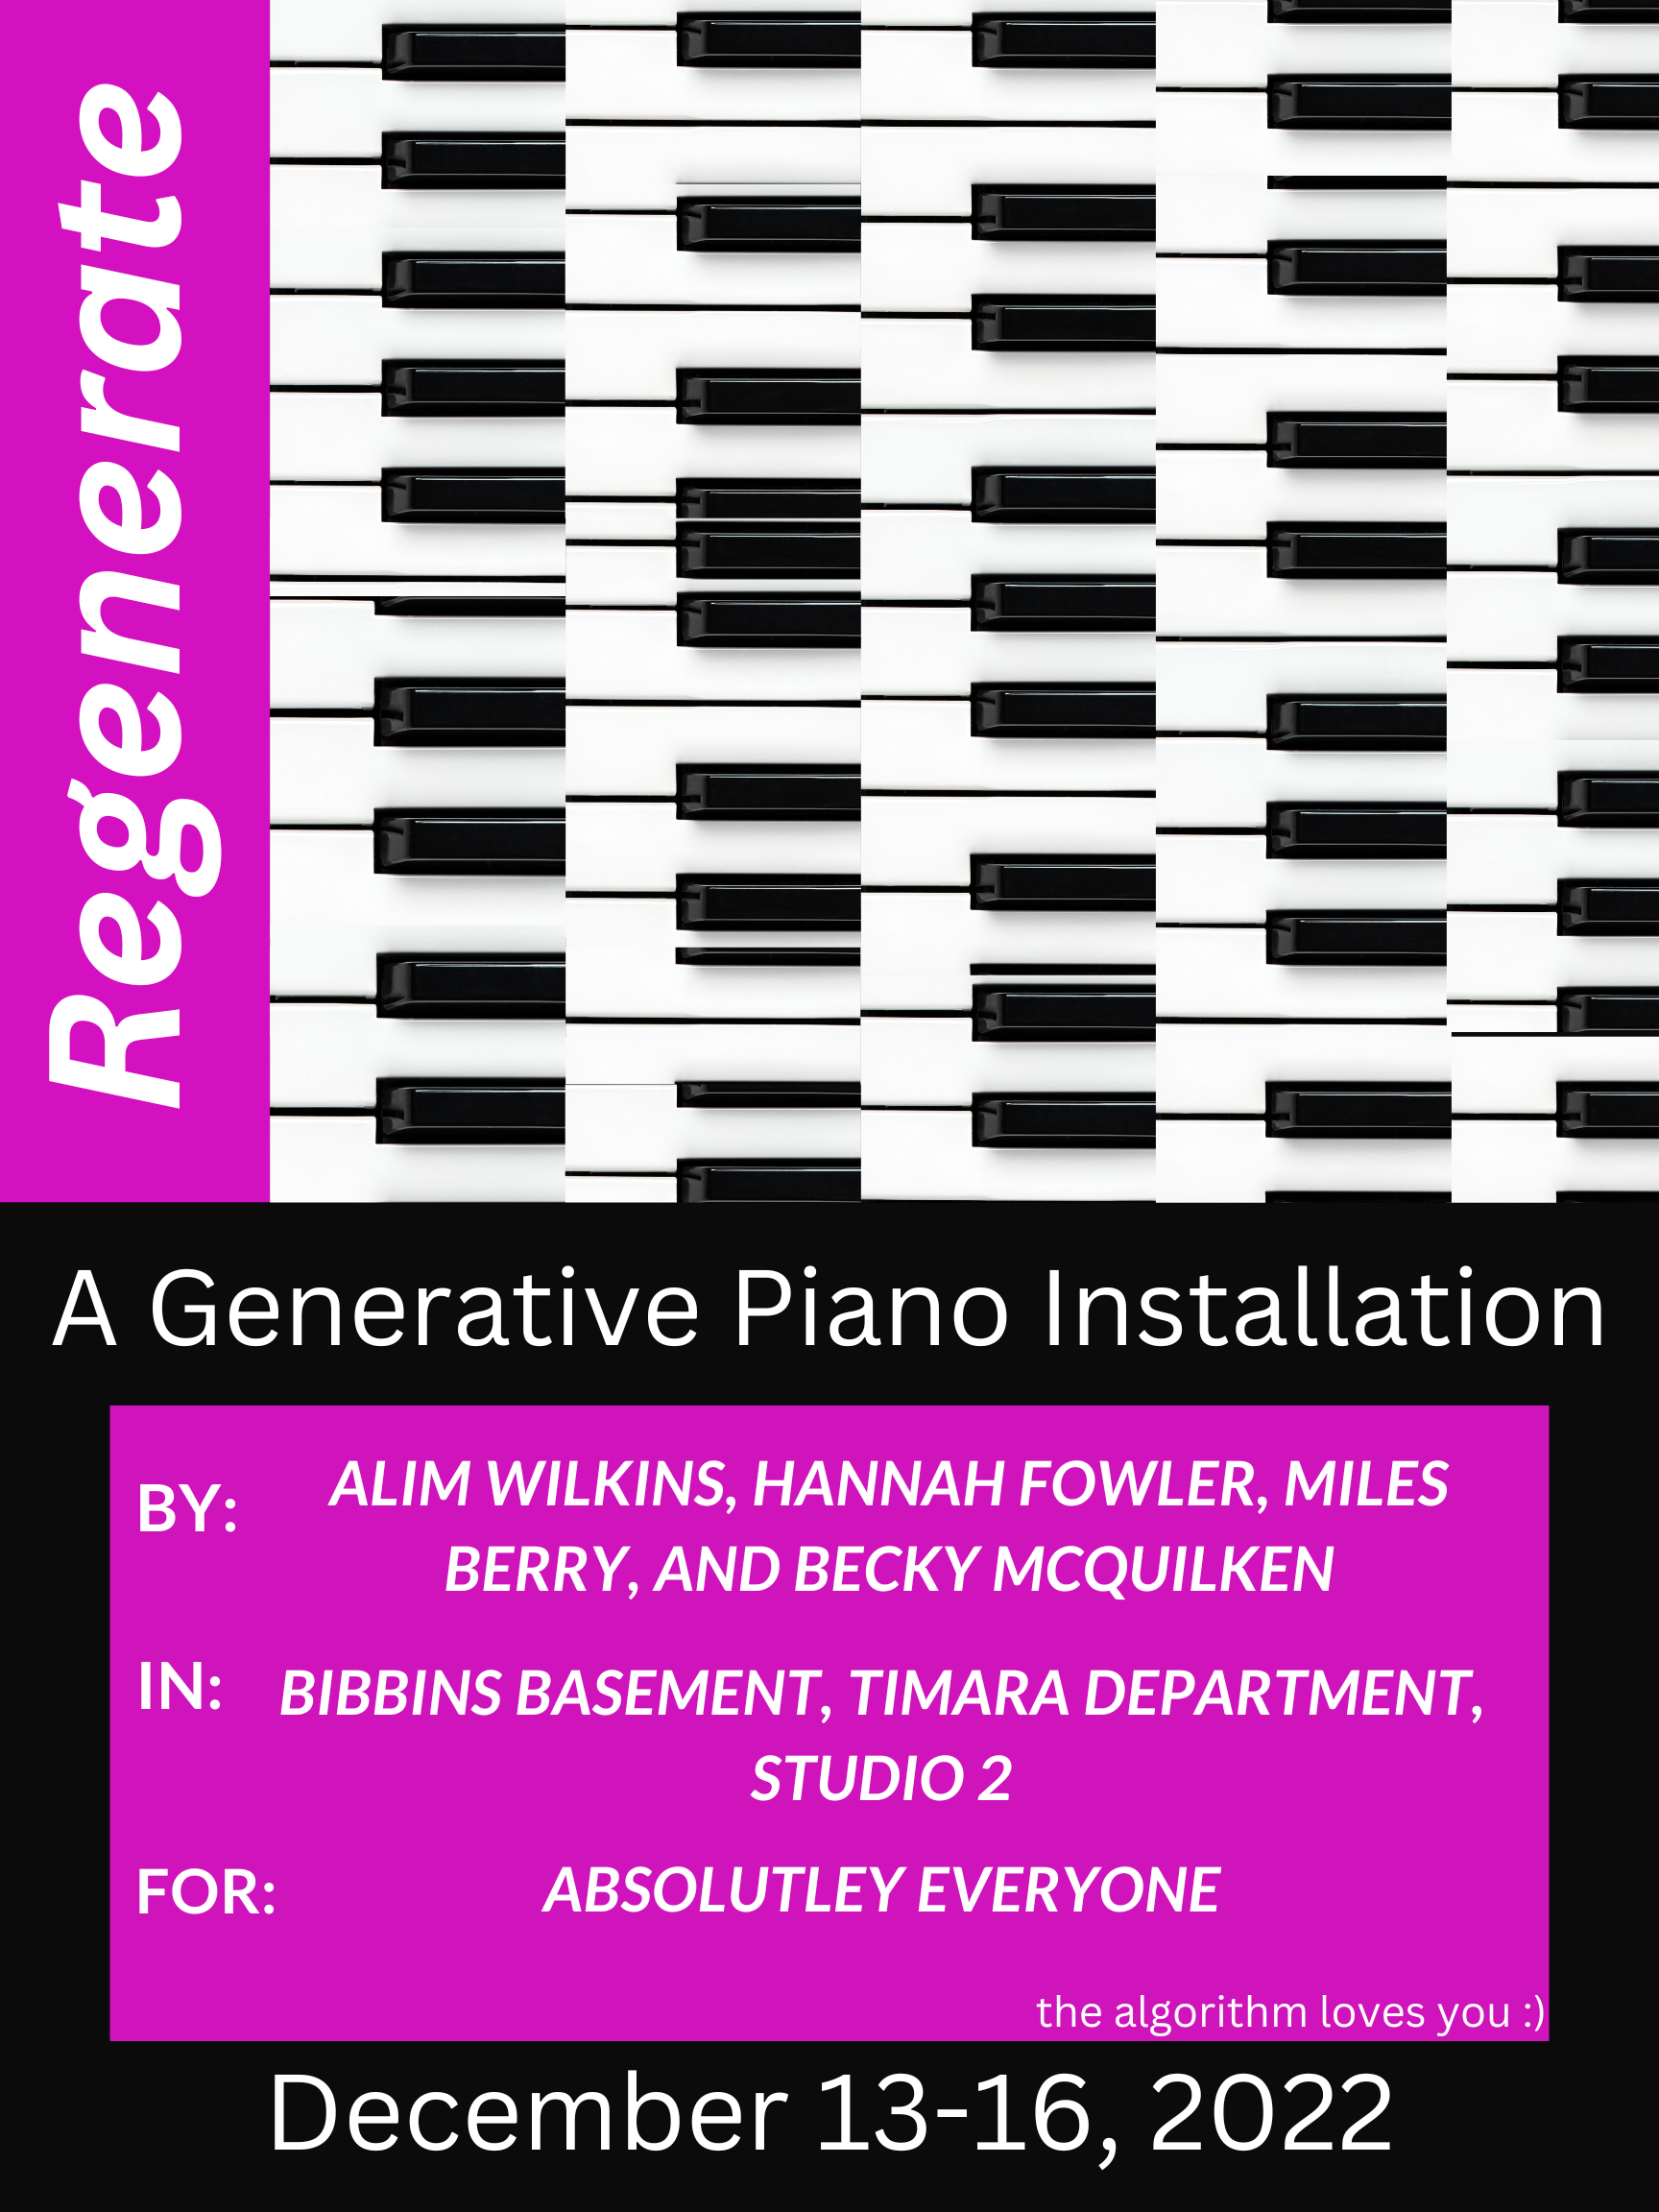 Regenerate
A Generative Piano Installation
BY:
ALIM WILKINS, HANNAH FOWLER, MILES
BERRY, AND BECKY MCQUILKEN
IN:
BIBBINS BASEMENT, TIMARA DEPARTMENT,
STUDIO 2
FOR:
ABSOLUTLEY EVERYONE
the algorithm loves you :)
December 13-16, 2022